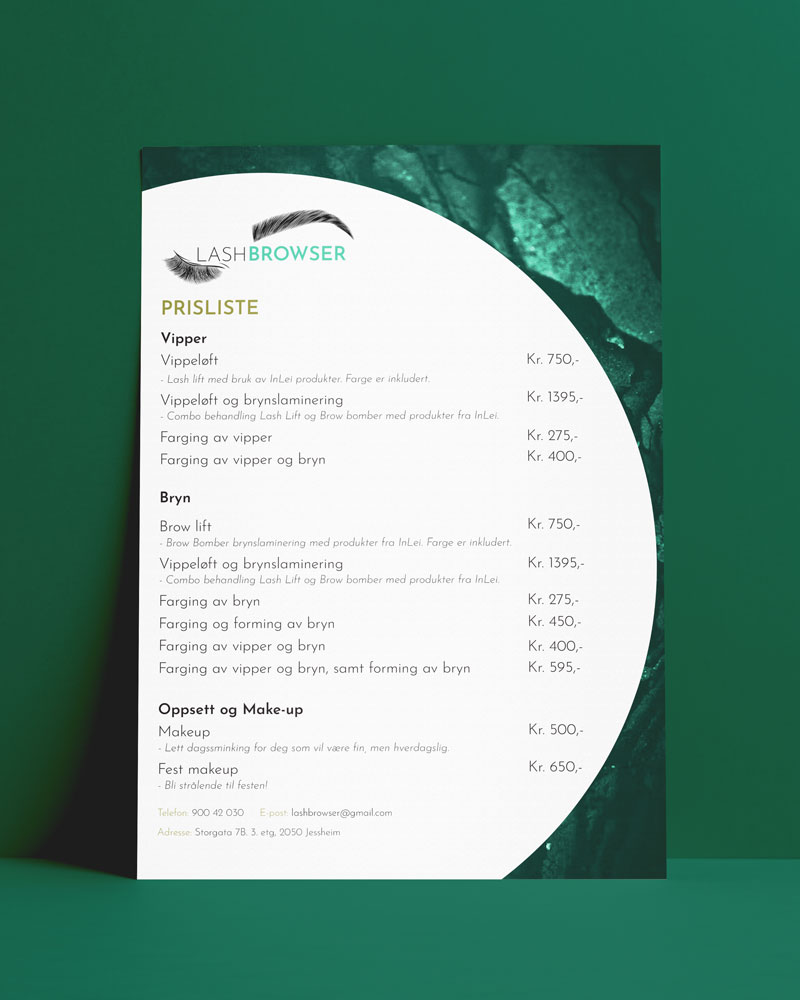 LASHBROWSER
PRISLISTE
Vipper
Vippeløft Kr. 750,-
- Lash lift med bruk av InLei produkter. Farge er inkludert.
Vippeløft og brynslaminering Kr. 1395,-
- Combo behandling Lash Lift og Brow bomber med produkter fra InLei.
Farging av vipper Kr. 275,-
Farging av vipper og bryn Kr. 400,-
Bryn
Brow lift Kr. 750,-
- Brow Bomber brynslaminering med produkter fra InLei. Farge er inkludert.
Vippeløft og brynslaminering Kr. 1395,-
- Combo behandling Lash Lift og Brow bomber med produkter fra InLei.
Farging av bryn Kr. 275,-
Farging og forming av bryn Kr. 450,-
Farging av vipper og bryn Kr. 400,-
Farging av vipper og bryn, samt forming av bryn Kr. 595,-
Oppsett og Make-up
Makeup Kr. 500,-
- Lett dagssminking for deg som vil være fin, men hverdagslig.
Fest makeup Kr. 650,-
- Bli strålende til festen!
Telefon: 900 42 030 E-post: lashbrowser@gmail.com
Adresse: Storgata 7B. 3. etg, 2050 Jessheim